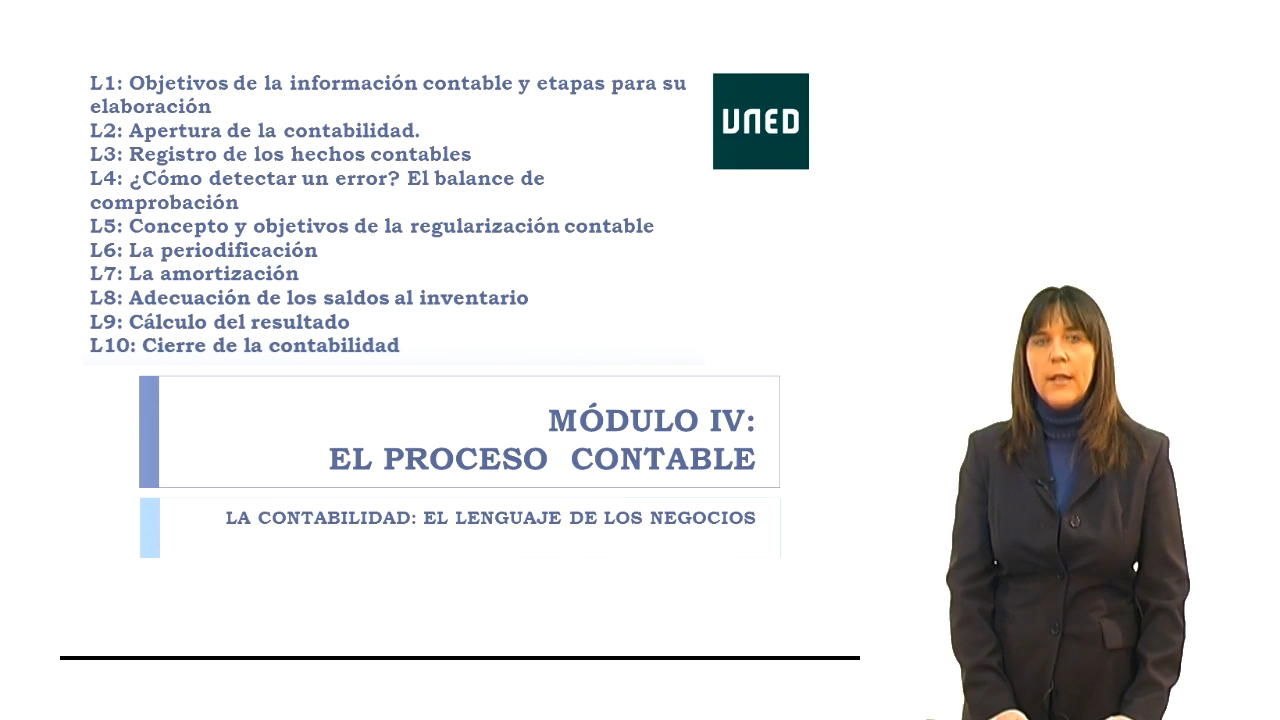 L1: Objetivos de la información contable y etapas para su
elaboración
L2: Apertura de la contabilidad.
L3: Registro de los hechos contables
L4: ¿Cómo detectar un error? El balance de
comprobación
L5: Concepto y objetivos de la regularización contable
L6: La periodificación
L7: La amortización
L8: Adecuación de los saldos al inventario
L9: Cálculo del resultado
L10: Cierre de la contabilidad
UNED
MÓDULO IV:
EL PROCESO CONTABLE
LA CONTABILIDAD: EL LENGUAJE DE LOS NEGOCIOS